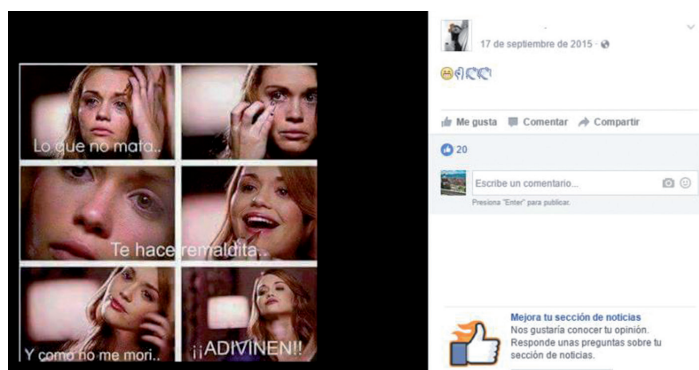 Lo que no mata..
Te hace remaldita..
Y como no me mori..
¡¡ADIVINEN!!
17 de septiembre de 2015
Me gusta Comentar Compartir
20
Escribe un comentario...
Presiona "Enter" para publicar.
Mejora tu sección de noticias
Nos gustaría conocer tu opinión.
Responde unas preguntas sobre tu
sección de noticias.